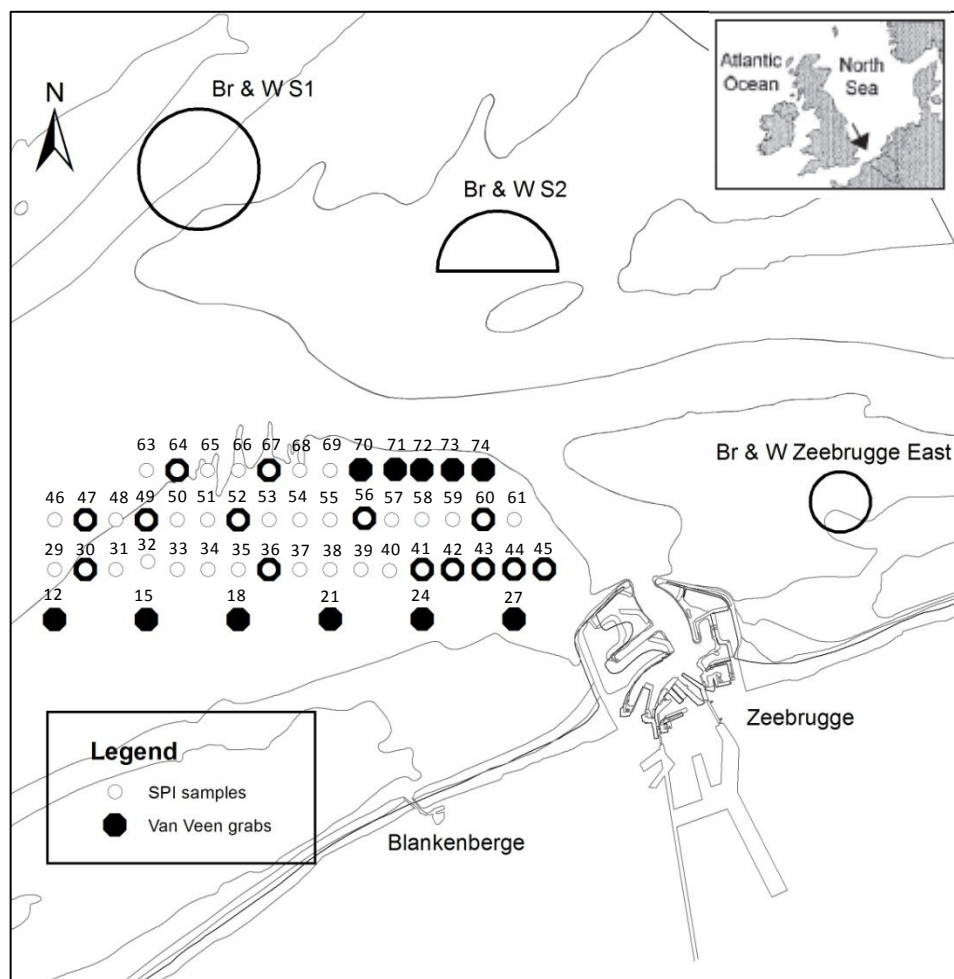 Br & W S1
N
Atlantic
Ocean
North
Sea
Br & W S2
63 64 65 66 67 68 69 70 71 72 73 74
Br & W Zeebrugge East
46 47 48 49 50 51 52 53 54 55 56 57 58 59 60 61
29 30 31 32 33 34 35 36 37 38 39 40 41 42 43 44 45
12 15 18 21 24 27
Zeebrugge
Legend
SPI samples
Van Veen grabs
Blankenberge